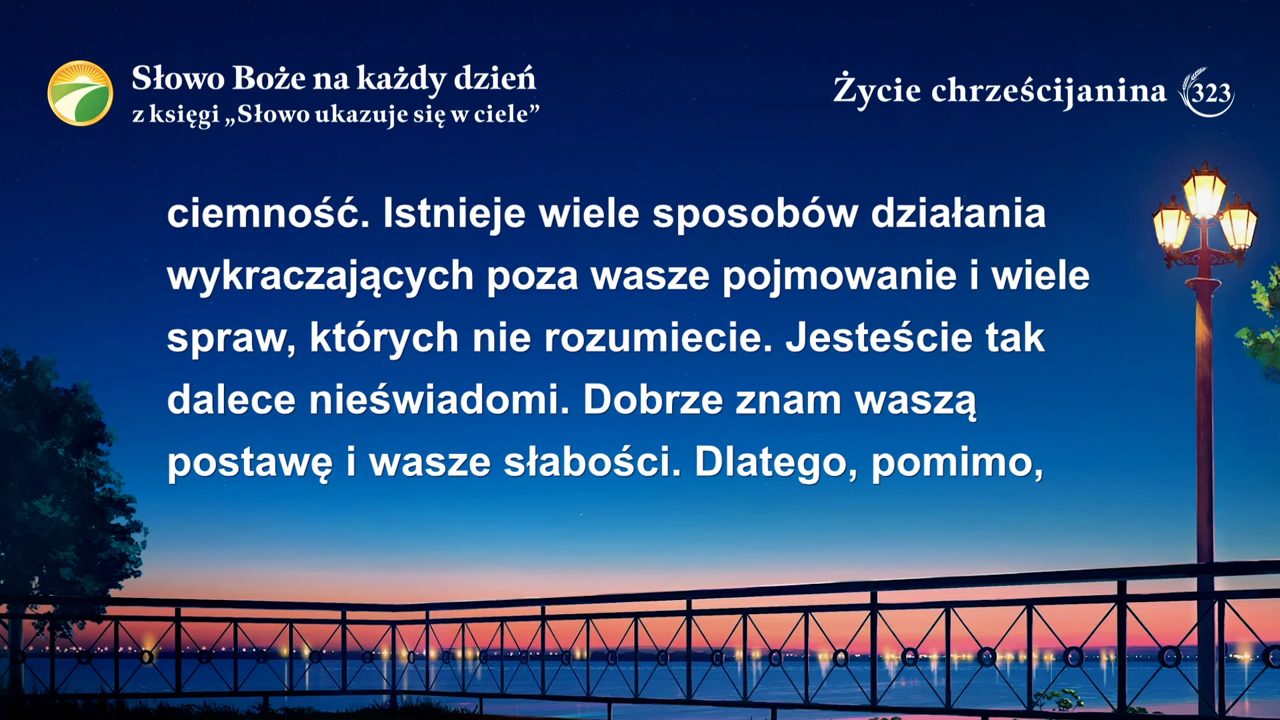 Słowo Boże na każdy dzień
z księgi „Słowo ukazuje się w ciele”
Życie chrześcijanina 323
ciemność. Istnieje wiele sposobów działania
wykraczających poza wasze pojmowanie i wiele
spraw, których nie rozumiecie. Jesteście tak
dalece nieświadomi. Dobrze znam waszą
postawę i wasze słabości. Dlatego, pomimo,